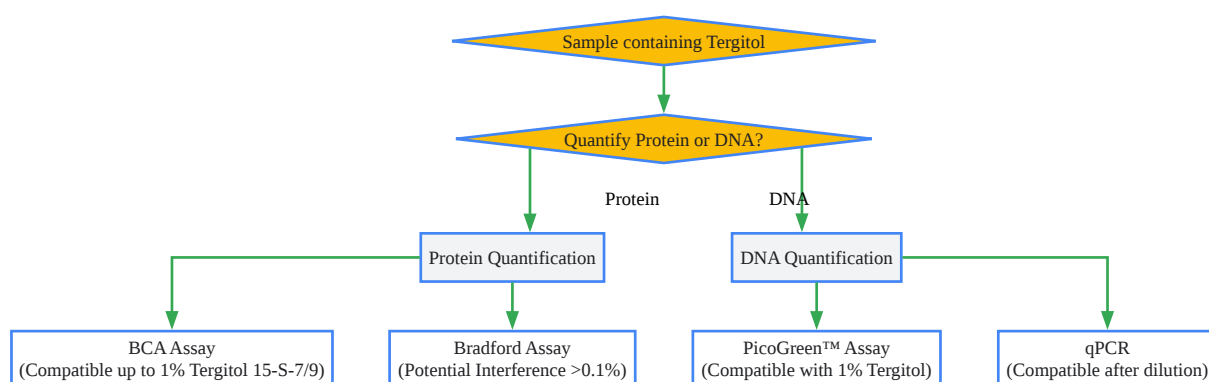 Sample containing Tergitol
Quantify Protein or DNA?
Protein
DNA
Protein Quantification
DNA Quantification
BCA Assay
(Compatible up to 1% Tergitol 15-S-7/9)
Bradford Assay
(Potential Interference >0.1%)
PicoGreen™ Assay
(Compatible with 1% Tergitol)
qPCR
(Compatible after dilution)